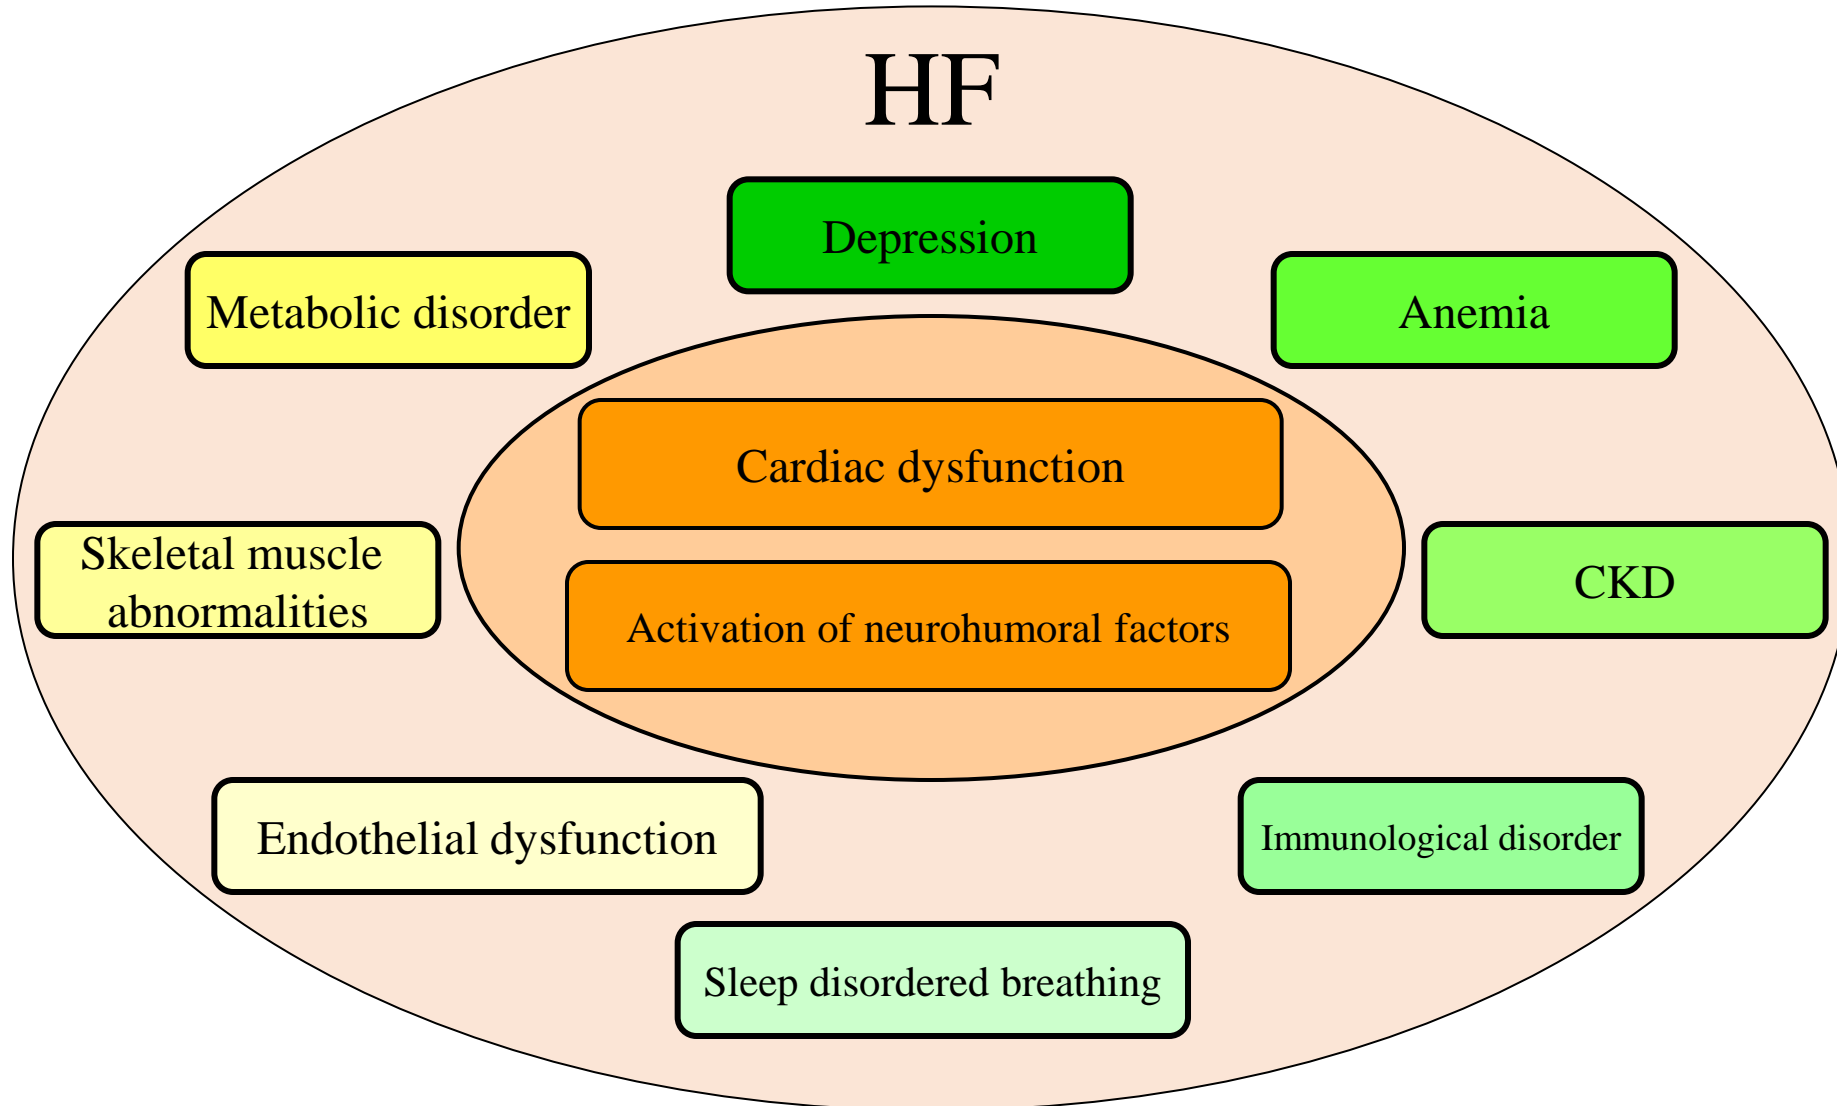 HF
Depression
Metabolic disorder
Anemia
Cardiac dysfunction
Skeletal muscle
abnormalities
CKD
Activation of neurohumoral factors
Endothelial dysfunction
Immunological disorder
Sleep disordered breathing